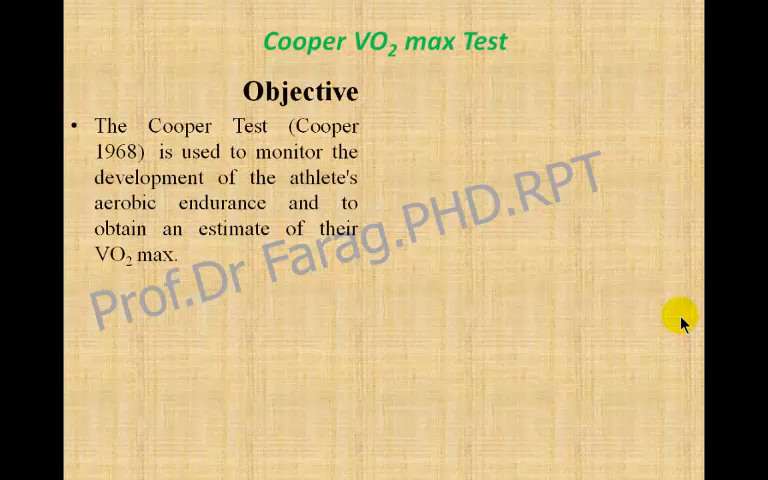 Cooper VO₂ max Test
Objective
• The Cooper Test (Cooper
1968) is used to monitor the
development of the athlete's
aerobic endurance and to
obtain an estimate of their
VO₂ max.
Prof.Dr Farag.PHD.RPT